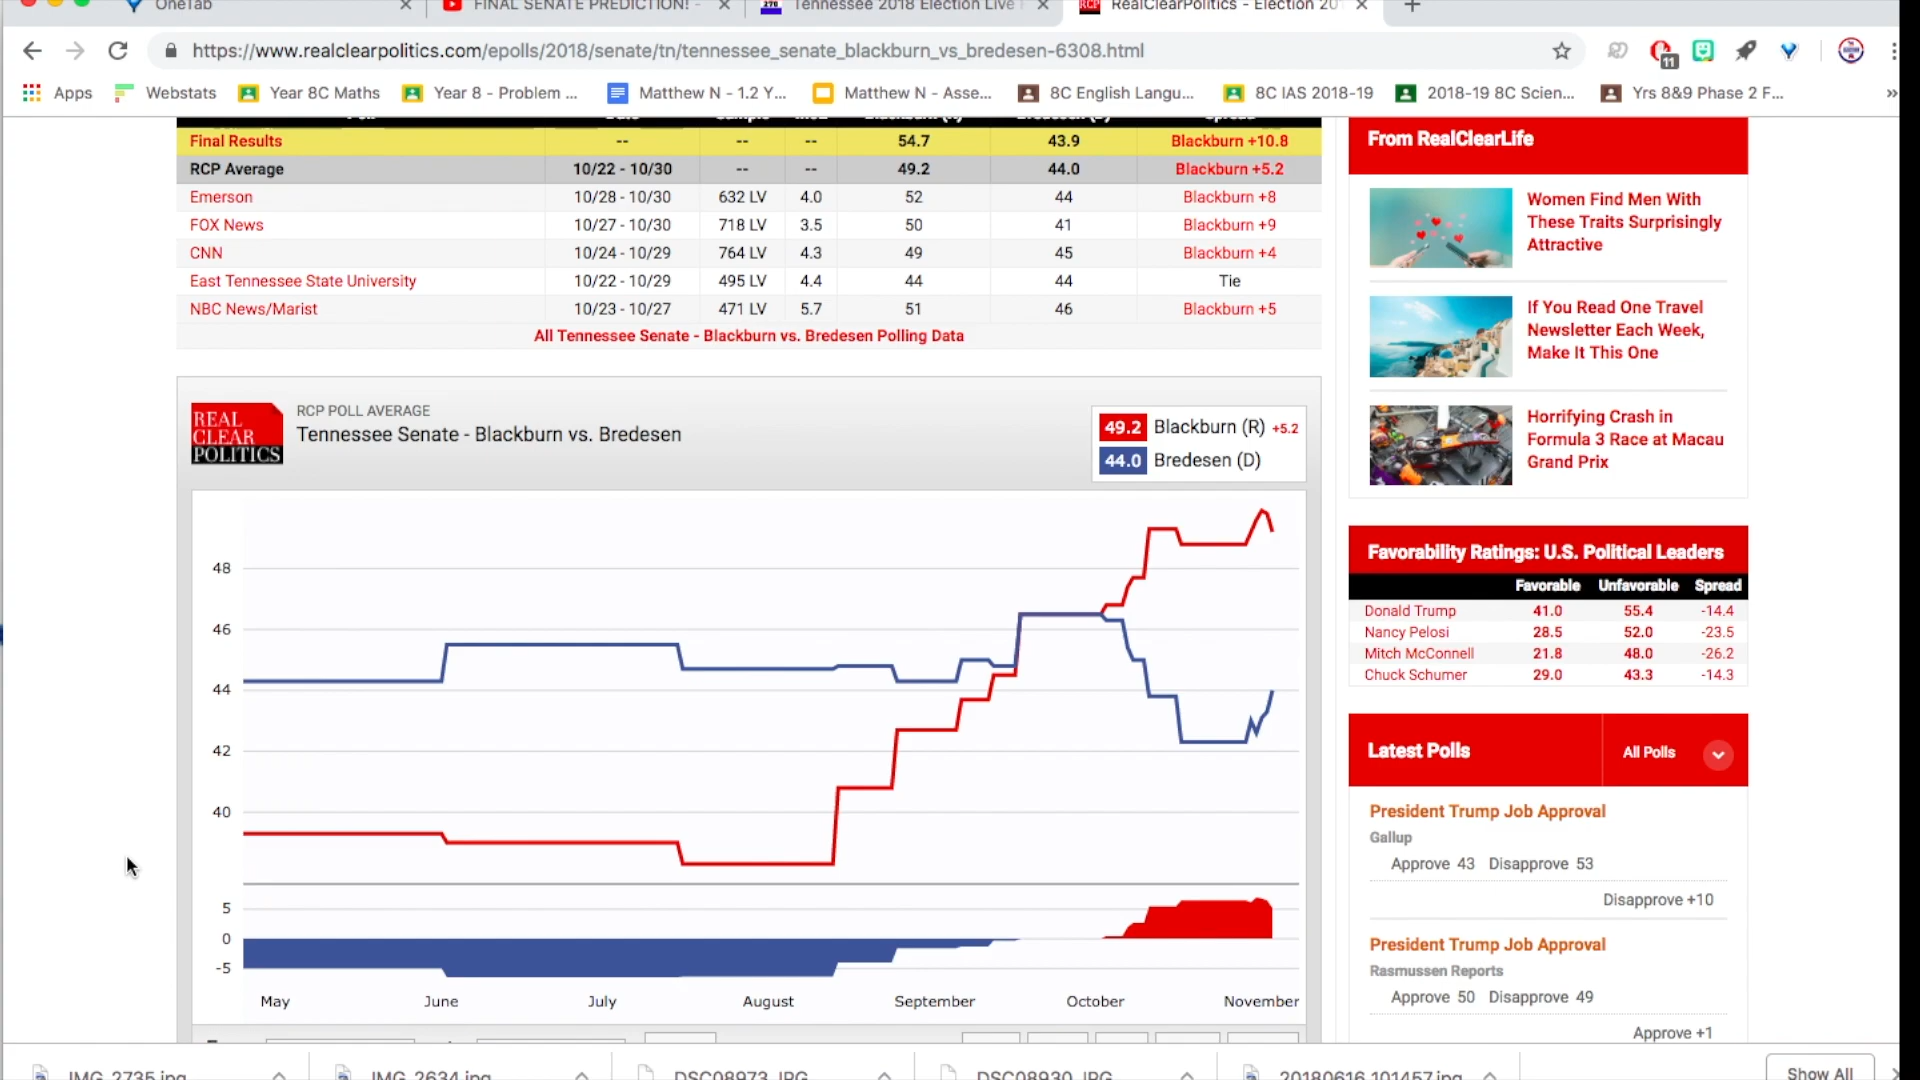 OneTab
FINAL SENATE PREDICTION! -
Tennessee 2018 Election Live
RealClearPolitics - Election 20
https://www.realclearpolitics.com/epolls/2018/senate/tn/tennessee_senate_blackburn_vs_bredesen-6308.html
11
Apps
Webstats
Year 8C Maths
Year 8 - Problem ...
Matthew N - 1.2 Y...
Matthew N - Asse...
8C English Langu...
8C IAS 2018-19
2018-19 8C Scien...
Yrs 8&9 Phase 2 F...
»
Final Results -- -- -- 54.7 43.9 Blackburn +10.8
RCP Average 10/22 - 10/30 -- -- 49.2 44.0 Blackburn +5.2
Emerson 10/28 - 10/30 632 LV 4.0 52 44 Blackburn +8
FOX News 10/27 - 10/30 718 LV 3.5 50 41 Blackburn +9
CNN 10/24 - 10/29 764 LV 4.3 49 45 Blackburn +4
East Tennessee State University 10/22 - 10/29 495 LV 4.4 44 44 Tie
NBC News/Marist 10/23 - 10/27 471 LV 5.7 51 46 Blackburn +5
All Tennessee Senate - Blackburn vs. Bredesen Polling Data
REAL
CLEAR
POLITICS
RCP POLL AVERAGE
Tennessee Senate - Blackburn vs. Bredesen
49.2 Blackburn (R) +5.2
44.0 Bredesen (D)
48
46
44
42
40
5
0
-5
May June July August September October November
From RealClearLife
Women Find Men With
These Traits Surprisingly
Attractive
If You Read One Travel
Newsletter Each Week,
Make It This One
Horrifying Crash in
Formula 3 Race at Macau
Grand Prix
Favorability Ratings: U.S. Political Leaders
Favorable Unfavorable Spread
Donald Trump 41.0 55.4 -14.4
Nancy Pelosi 28.5 52.0 -23.5
Mitch McConnell 21.8 48.0 -26.2
Chuck Schumer 29.0 43.3 -14.3
Latest Polls All Polls
President Trump Job Approval
Gallup
Approve 43 Disapprove 53
Disapprove +10
President Trump Job Approval
Rasmussen Reports
Approve 50 Disapprove 49
Approve +1
IMG_2735.jpg
IMG_2634.jpg
DSC08973.JPG
DSC08930.JPG
20180616_101457.jpg
Show All